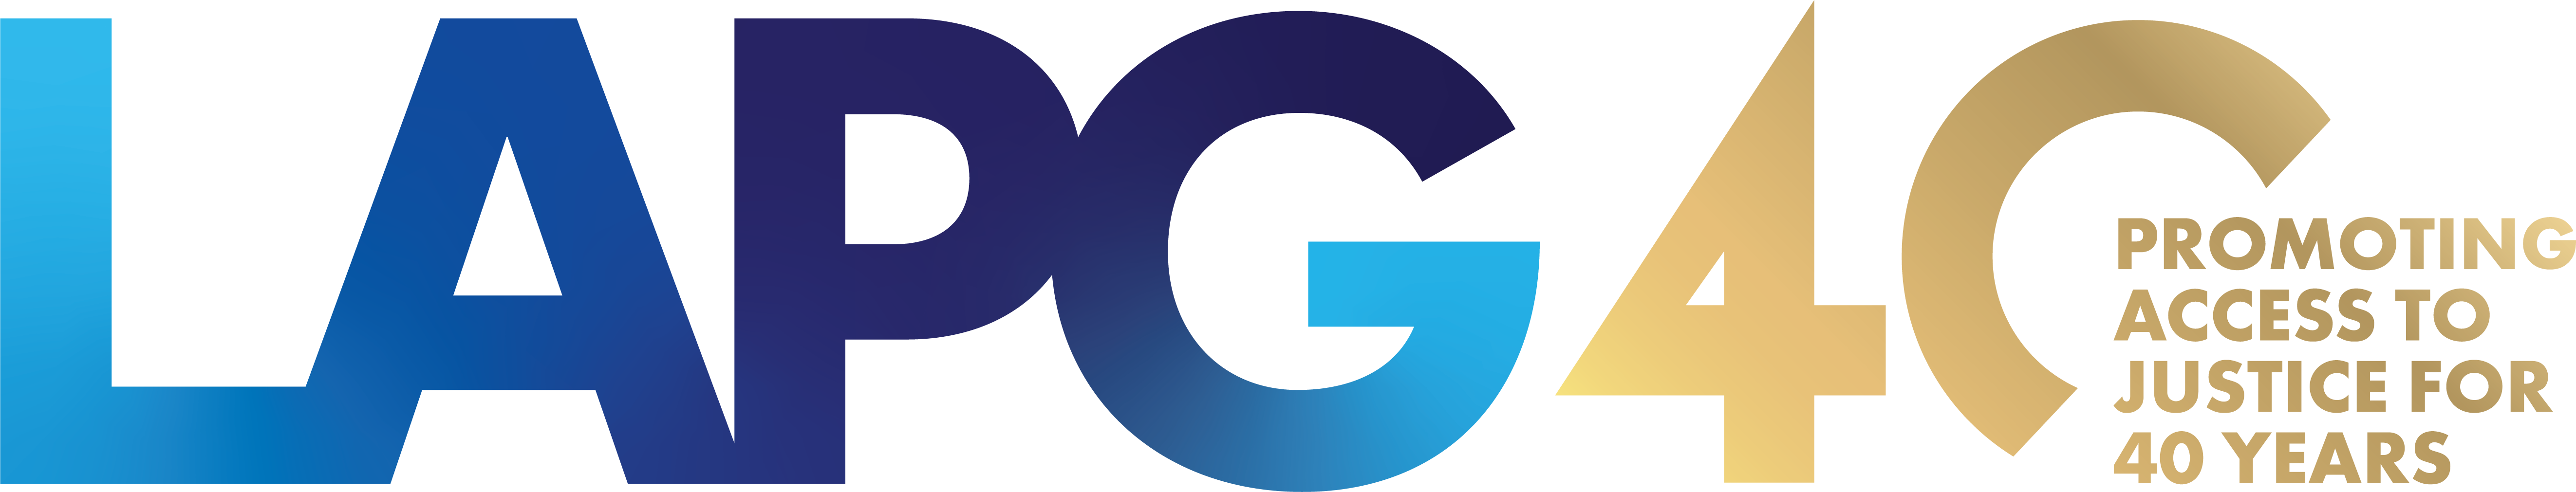 LAPG40
PROMOTING
ACCESS TO
JUSTICE FOR
40 YEARS